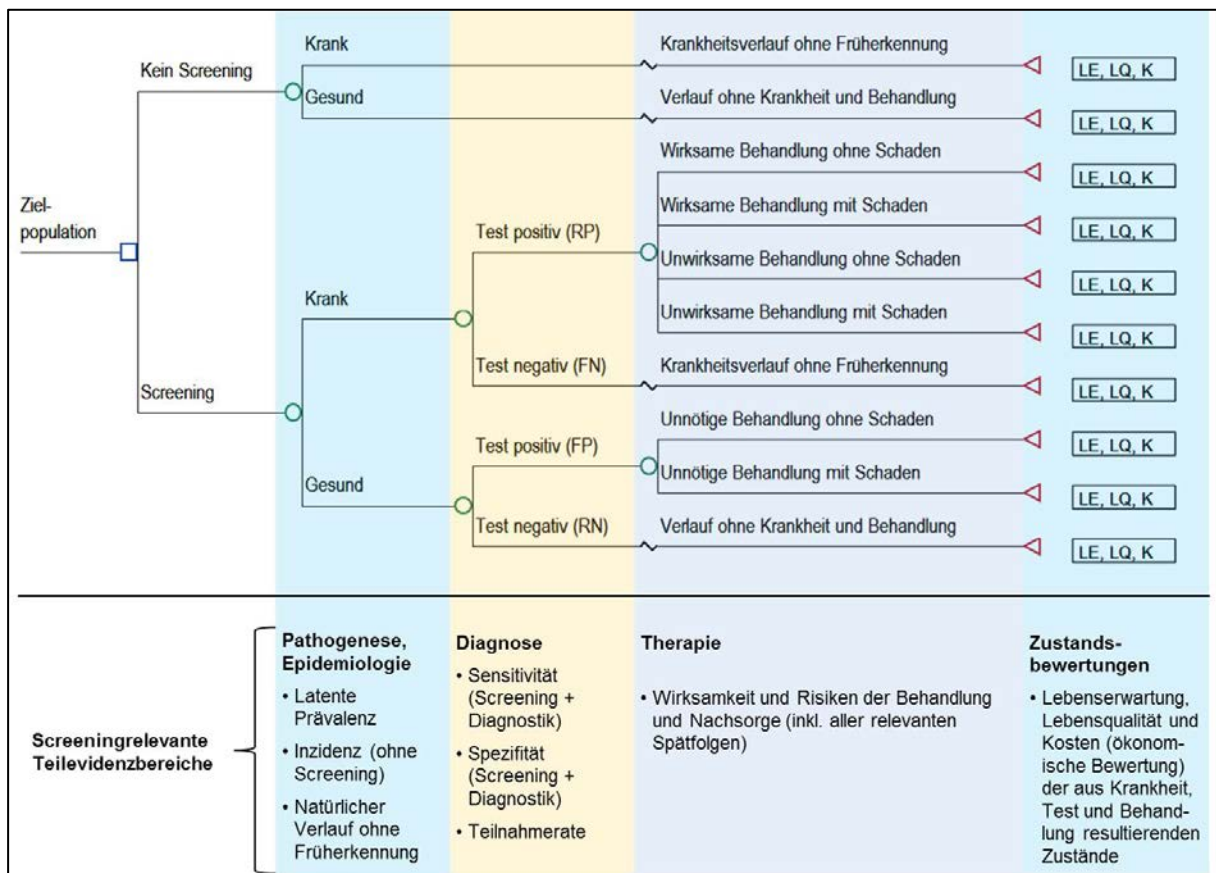 Krank
Krankheitsverlauf ohne Früherkennung
LE, LQ, K
Kein Screening
Gesund
Verlauf ohne Krankheit und Behandlung
LE, LQ, K
Wirksame Behandlung ohne Schaden
LE, LQ, K
Ziel-
population
Wirksame Behandlung mit Schaden
LE, LQ, K
Test positiv (RP)
Unwirksame Behandlung ohne Schaden
LE, LQ, K
Krank
Unwirksame Behandlung mit Schaden
LE, LQ, K
Test negativ (FN)
Krankheitsverlauf ohne Früherkennung
LE, LQ, K
Screening
Unnötige Behandlung ohne Schaden
LE, LQ, K
Test positiv (FP)
Unnötige Behandlung mit Schaden
LE, LQ, K
Gesund
Test negativ (RN)
Verlauf ohne Krankheit und Behandlung
LE, LQ, K
Screeningrelevante
Teilevidenzbereiche
Pathogenese,
Epidemiologie
• Latente
Prävalenz
• Inzidenz (ohne
Screening)
• Natürlicher
Verlauf ohne
Früherkennung
Diagnose
• Sensitivität
(Screening +
Diagnostik)
• Spezifität
(Screening +
Diagnostik)
• Teilnahmerate
Therapie
• Wirksamkeit und Risiken der Behandlung
und Nachsorge (inkl. aller relevanten
Spätfolgen)
Zustands-
bewertungen
• Lebenserwartung,
Lebensqualität und
Kosten (ökonom-
ische Bewertung)
der aus Krankheit,
Test und Behand-
lung resultierenden
Zustände